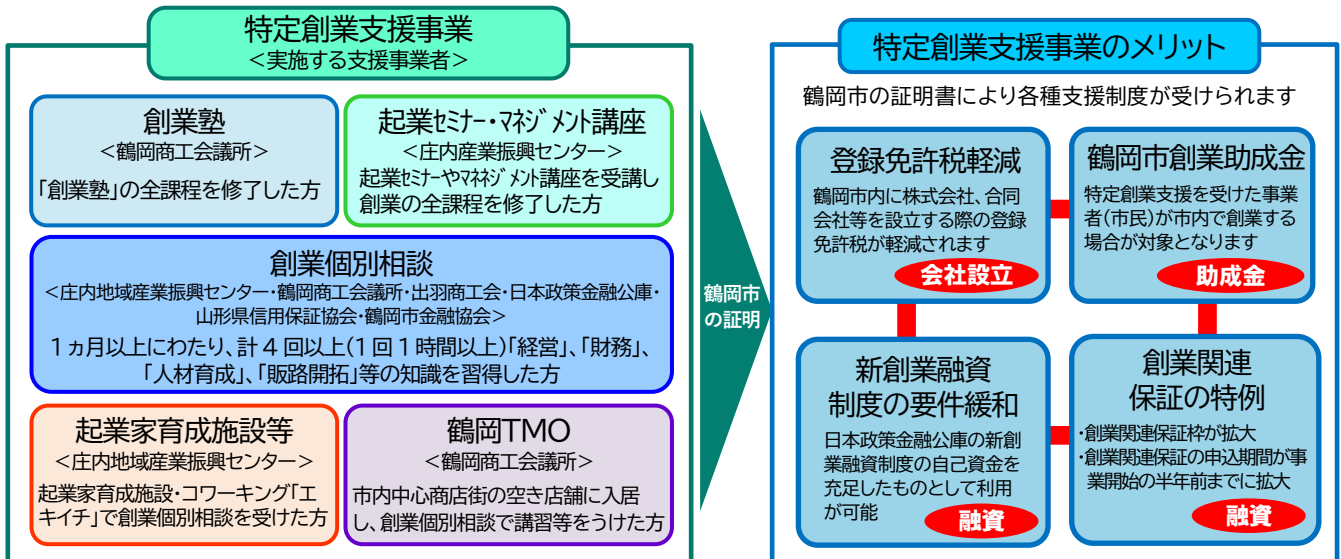 特定創業支援事業
<実施する支援事業者>
創業塾
<鶴岡商工会議所>
「創業塾」の全課程を修了した方
起業セミナー・マネジメント講座
<庄内産業振興センター>
起業セミナーやマネネジメント講座を受講し
創業の全課程を修了した方
創業個別相談
<庄内地域産業振興センター・鶴岡商工会議所・出羽商工会・日本政策金融公庫・
山形県信用保証協会・鶴岡市金融協会>
1ヵ月以上にわたり、計4回以上(1回1時間以上)「経営」、「財務」、
「人材育成」、「販路開拓」等の知識を習得した方
起業家育成施設等
<庄内地域産業振興センター>
起業家育成施設・コワーキング「エ
キイチ」で創業個別相談を受けた方
鶴岡TMO
<鶴岡商工会議所>
市内中心商店街の空き店舗に入居
し、創業個別相談で講習等をうけた方
鶴岡市
の証明
特定創業支援事業のメリット
鶴岡市の証明書により各種支援制度が受けられます
登録免許税軽減
鶴岡市内に株式会社、合同
会社等を設立する際の登録
免許税が軽減されます
会社設立
鶴岡市創業助成金
特定創業支援を受けた事業
者(市民)が市内で創業する
場合が対象となります
助成金
新創業融資
制度の要件緩和
日本政策金融公庫の新創
業融資制度の自己資金を
充足したものとして利用
が可能
融資
創業関連
保証の特例
・創業関連保証枠が拡大
・創業関連保証の申込期間が事
業開始の半年前までに拡大
融資